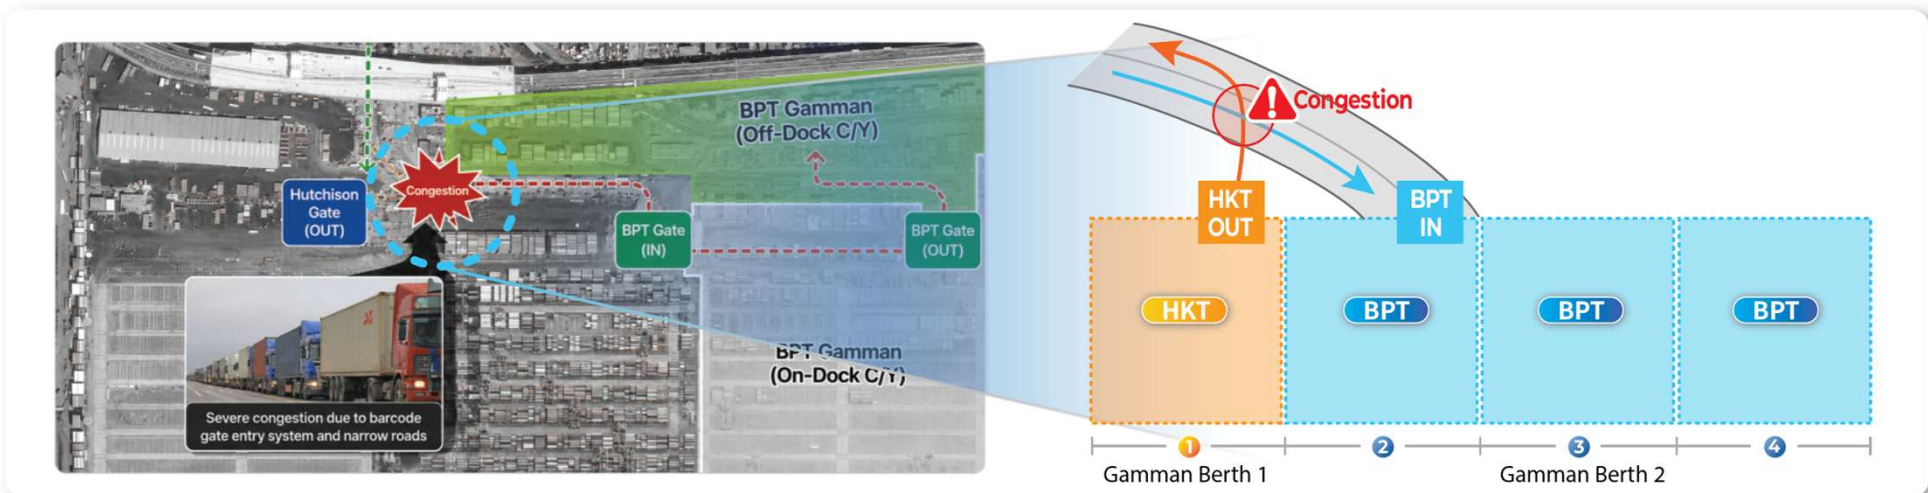 BPT Gamman
(Off-Dock C/Y)
Hutchison
Gate
(OUT)
Congestion
BPT Gate
(IN)
BPT Gate
(OUT)
BPT Gamman
(On-Dock C/Y)
Severe congestion due to barcode
gate entry system and narrow roads
Congestion
HKT
OUT
BPT
IN
HKT
BPT
BPT
BPT
1
2
3
4
Gamman Berth 1
Gamman Berth 2